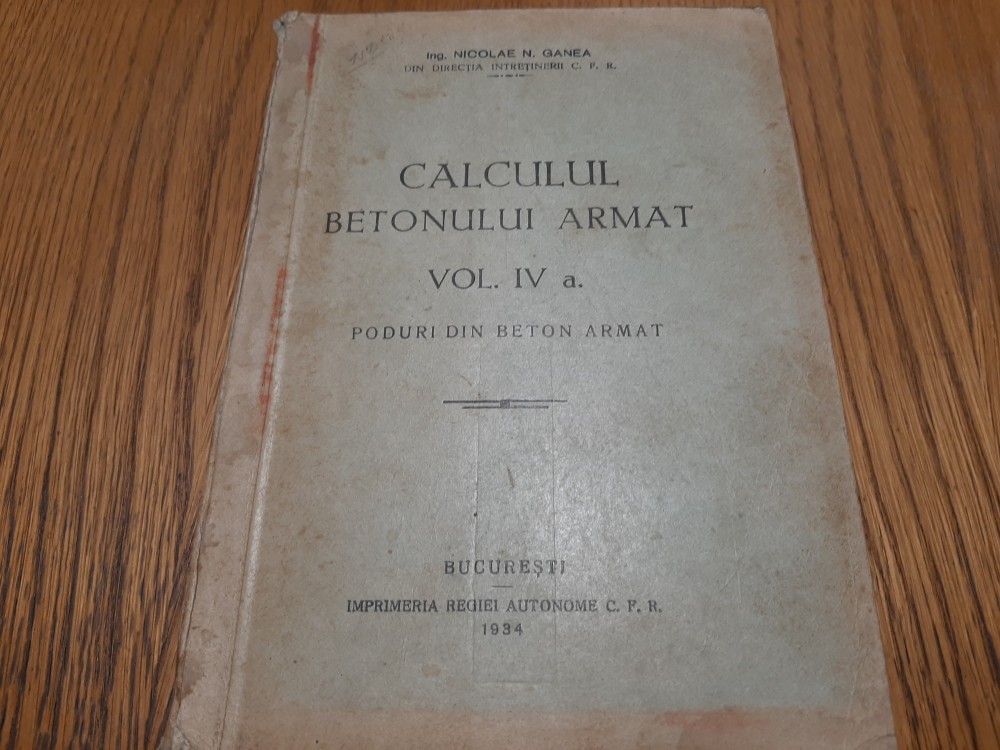 Ing. NICOLAE N. GANEA
DIN DIRECȚIA INTREȚINERII C. F. R.
CALCULUL
BETONULUI ARMAT
VOL. IV a.
PODURI DIN BETON ARMAT
BUCUREȘTI
IMPRIMERIA REGIEI AUTONOME C. F. R.
1934